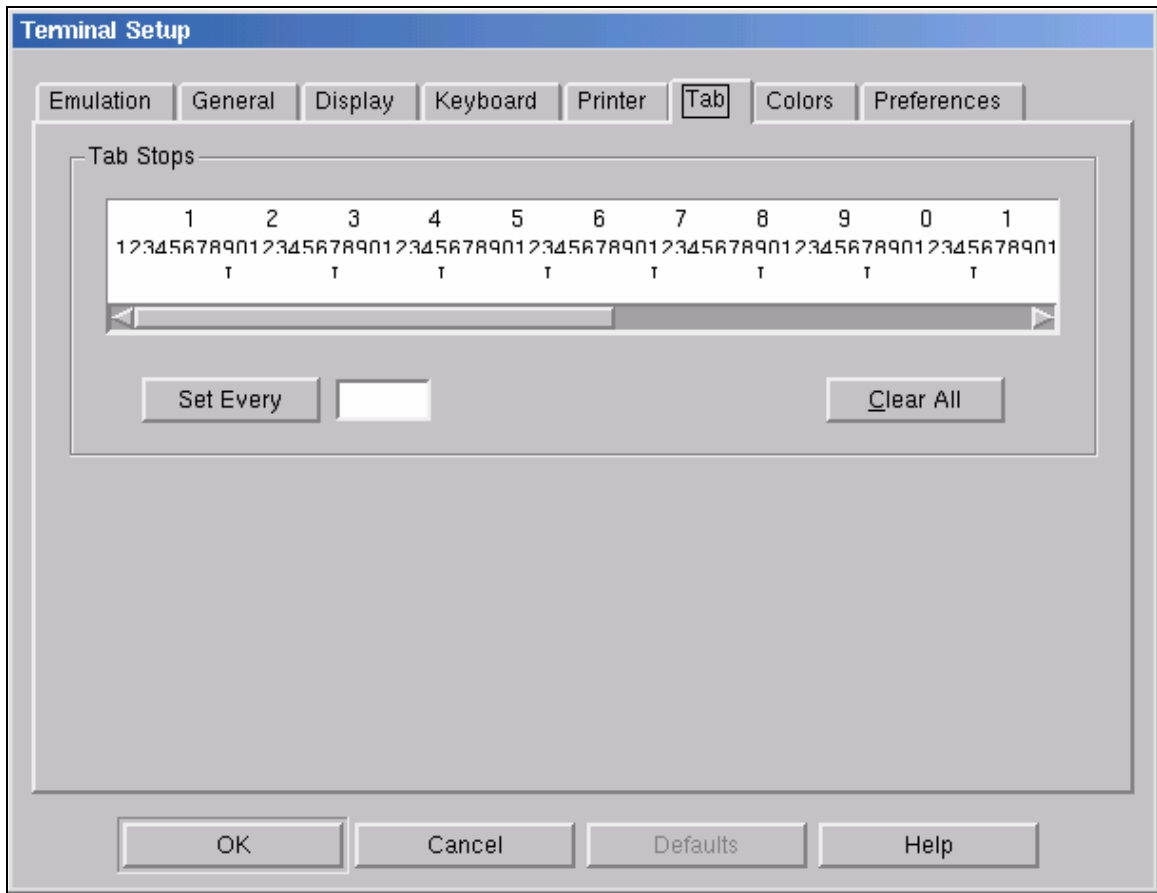 Terminal Setup
Emulation General Display Keyboard Printer Tab Colors Preferences
Tab Stops
1 2 3 4 5 6 7 8 9 0 1
12345678901234567890123456789012345678901234567890123456789012345678901
T T T T T T T T
Set Every Clear All
OK Cancel Defaults Help